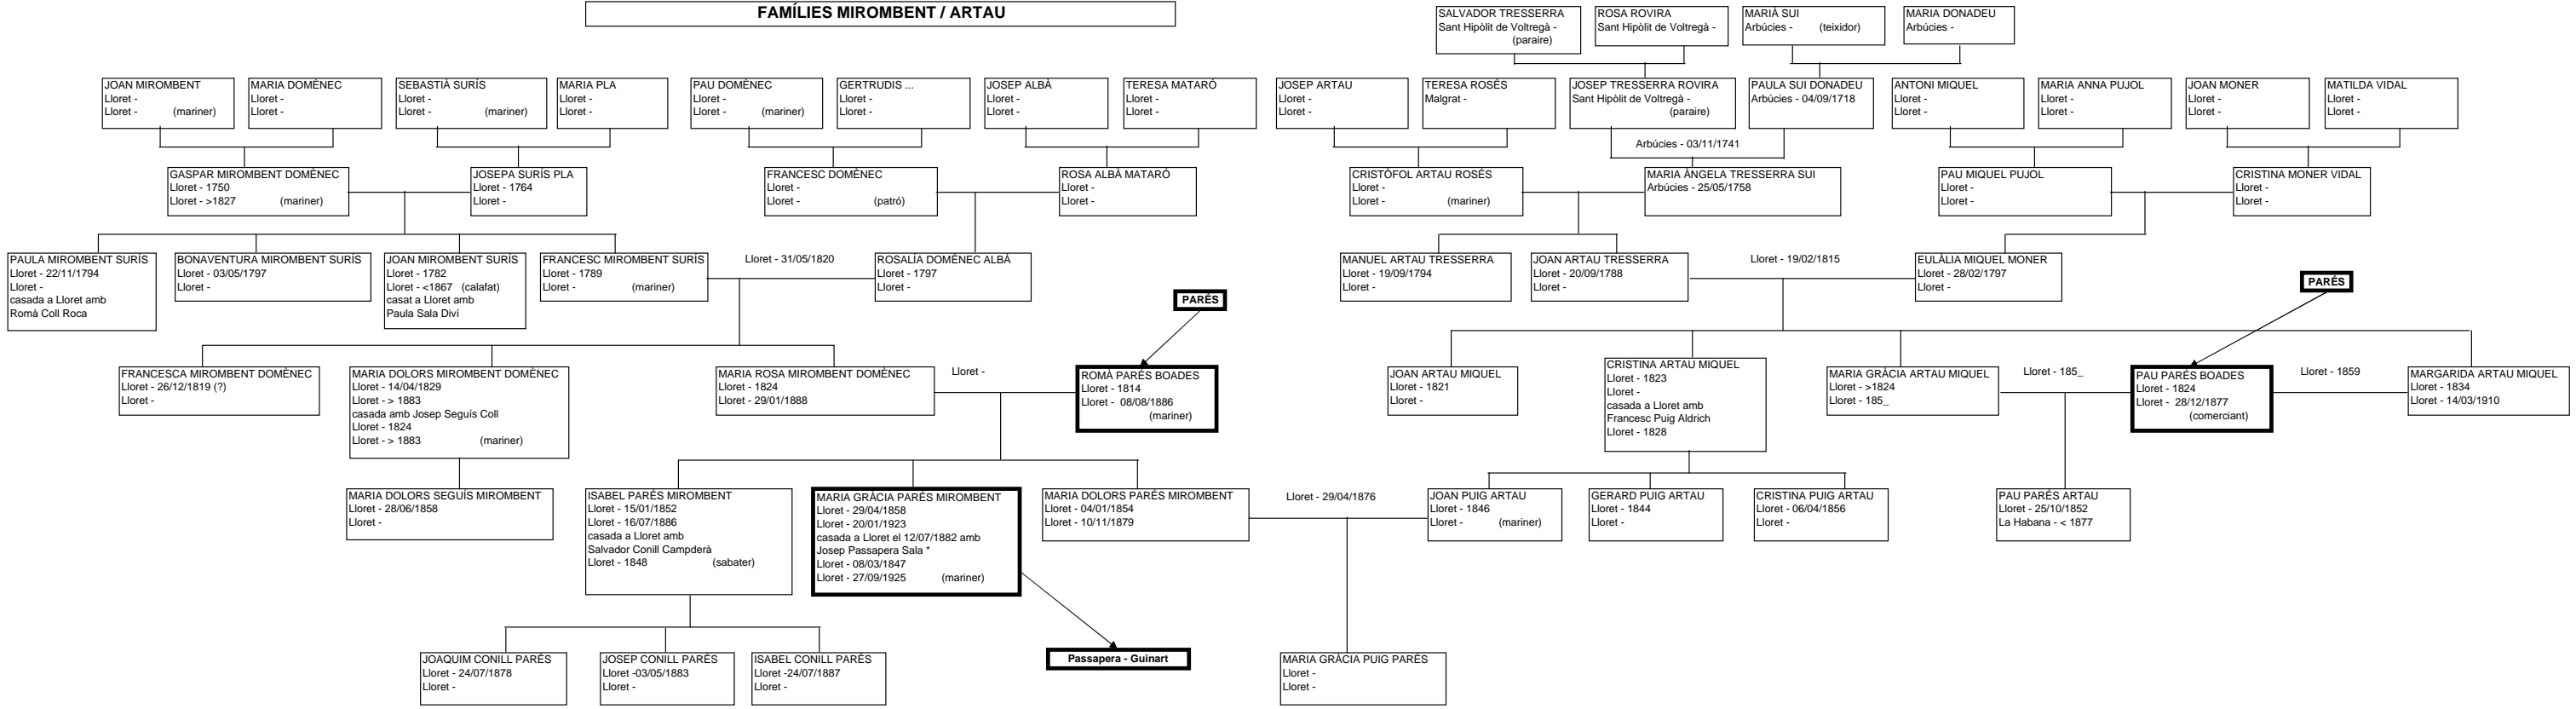 FAMÍLIES MIROMBENT / ARTAU
SALVADOR TRESSERRA
Sant Hipòlit de Voltregà -
(paraire)
ROSA ROVIRA
Sant Hipòlit de Voltregà -
MARIÀ SUI
Arbúcies - (teixidor)
MARIA DONADEU
Arbúcies -
JOAN MIROMBENT
Lloret -
Lloret - (mariner)
MARIA DOMÈNEC
Lloret -
Lloret -
SEBASTIÀ SURÍS
Lloret -
Lloret - (mariner)
MARIA PLA
Lloret -
Lloret -
PAU DOMÈNEC
Lloret -
Lloret - (mariner)
GERTRUDIS ...
Lloret -
Lloret -
JOSEP ALBÀ
Lloret -
Lloret -
TERESA MATARÓ
Lloret -
Lloret -
JOSEP ARTAU
Lloret -
Lloret -
TERESA ROSÉS
Malgrat -
JOSEP TRESSERRA ROVIRA
Sant Hipòlit de Voltregà -
(paraire)
PAULA SUI DONADEU
Arbúcies - 04/09/1718
ANTONI MIQUEL
Lloret -
Lloret -
MARIA ANNA PUJOL
Lloret -
Lloret -
JOAN MONER
Lloret -
Lloret -
MATILDA VIDAL
Lloret -
Lloret -
Arbúcies - 03/11/1741
GASPAR MIROMBENT DOMÈNEC
Lloret - 1750
Lloret - >1827 (mariner)
JOSEPA SURÍS PLA
Lloret - 1764
Lloret -
FRANCESC DOMÈNEC
Lloret -
Lloret - (patró)
ROSA ALBÀ MATARÓ
Lloret -
Lloret -
CRISTÒFOL ARTAU ROSÉS
Lloret -
Lloret - (mariner)
MARIA ÀNGELA TRESSERRA SUI
Arbúcies - 25/05/1758
PAU MIQUEL PUJOL
Lloret -
Lloret -
CRISTINA MONER VIDAL
Lloret -
Lloret -
PAULA MIROMBENT SURÍS
Lloret - 22/11/1794
Lloret -
casada a Lloret amb
Romà Coll Roca
BONAVENTURA MIROMBENT SURÍS
Lloret - 03/05/1797
Lloret -
JOAN MIROMBENT SURÍS
Lloret - 1782
Lloret - <1867 (calafat)
casat a Lloret amb
Paula Sala Diví
FRANCESC MIROMBENT SURÍS
Lloret - 1789
Lloret - (mariner)
Lloret - 31/05/1820
ROSALÍA DOMÈNEC ALBÀ
Lloret - 1797
Lloret -
MANUEL ARTAU TRESSERRA
Lloret - 19/09/1794
Lloret -
JOAN ARTAU TRESSERRA
Lloret - 20/09/1788
Lloret -
Lloret - 19/02/1815
EULÀLIA MIQUEL MONER
Lloret - 28/02/1797
Lloret -
PARÉS
PARÉS
FRANCESCA MIROMBENT DOMÈNEC
Lloret - 26/12/1819 (?)
Lloret -
MARIA DOLORS MIROMBENT DOMÈNEC
Lloret - 14/04/1829
Lloret - > 1883
casada amb Josep Seguís Coll
Lloret - 1824
Lloret - > 1883 (mariner)
MARIA ROSA MIROMBENT DOMÈNEC
Lloret - 1824
Lloret - 29/01/1888
Lloret -
ROMÀ PARÉS BOADES
Lloret - 1814
Lloret - 08/08/1886
(mariner)
JOAN ARTAU MIQUEL
Lloret - 1821
Lloret -
CRISTINA ARTAU MIQUEL
Lloret - 1823
Lloret -
casada a Lloret amb
Francesc Puig Aldrich
Lloret - 1828
MARIA GRÀCIA ARTAU MIQUEL
Lloret - >1824
Lloret - 185_
Lloret - 185_
PAU PARÉS BOADES
Lloret - 1824
Lloret - 28/12/1877
(comerciant)
Lloret - 1859
MARGARIDA ARTAU MIQUEL
Lloret - 1834
Lloret - 14/03/1910
MARIA DOLORS SEGUÍS MIROMBENT
Lloret - 28/06/1858
Lloret -
ISABEL PARÉS MIROMBENT
Lloret - 15/01/1852
Lloret - 16/07/1886
casada a Lloret amb
Salvador Conill Campderà
Lloret - 1848 (sabater)
MARIA GRÀCIA PARÉS MIROMBENT
Lloret - 29/04/1858
Lloret - 20/01/1923
casada a Lloret el 12/07/1882 amb
Josep Passapera Sala *
Lloret - 08/03/1847
Lloret - 27/09/1925 (mariner)
MARIA DOLORS PARÉS MIROMBENT
Lloret - 04/01/1854
Lloret - 10/11/1879
Lloret - 29/04/1876
JOAN PUIG ARTAU
Lloret - 1846
Lloret - (mariner)
GERARD PUIG ARTAU
Lloret - 1844
Lloret -
CRISTINA PUIG ARTAU
Lloret - 06/04/1856
Lloret -
PAU PARÉS ARTAU
Lloret - 25/10/1852
La Habana - < 1877
JOAQUIM CONILL PARÉS
Lloret - 24/07/1878
Lloret -
JOSEP CONILL PARÉS
Lloret -03/05/1883
Lloret -
ISABEL CONILL PARÉS
Lloret -24/07/1887
Lloret -
Passapera - Guinart
MARIA GRÀCIA PUIG PARÉS
Lloret -
Lloret -